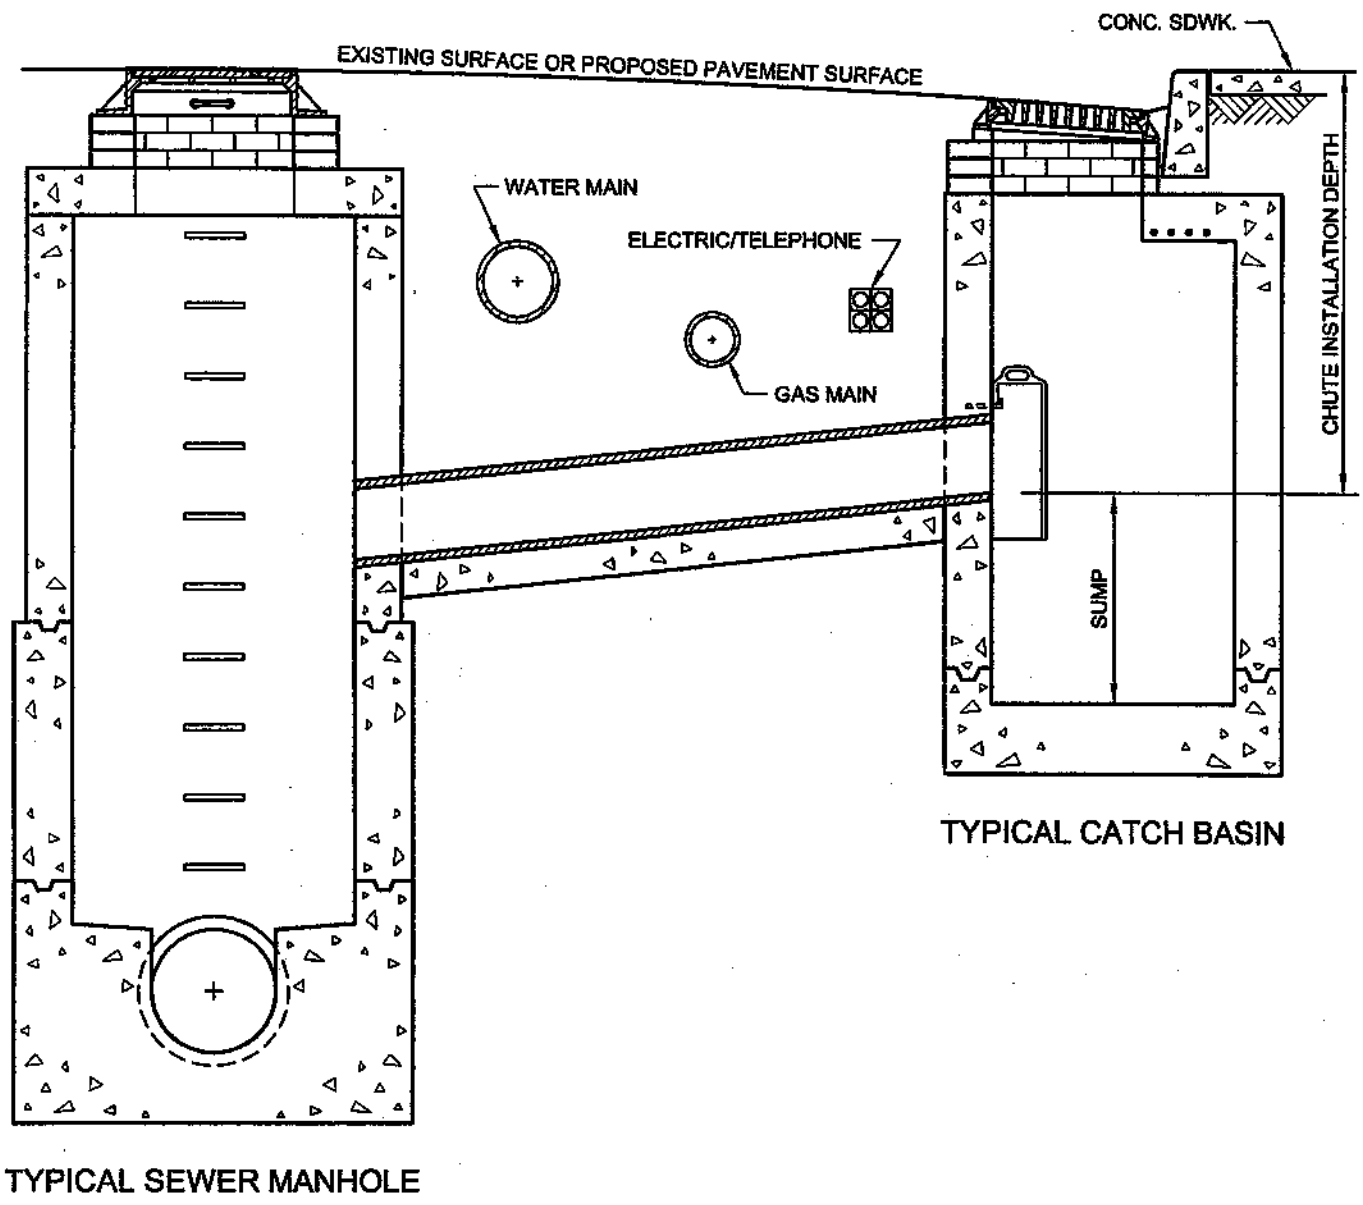 CONC. SDWK.
EXISTING SURFACE OR PROPOSED PAVEMENT SURFACE
WATER MAIN
ELECTRIC/TELEPHONE
GAS MAIN
CHUTE INSTALLATION DEPTH
SUMP
TYPICAL CATCH BASIN
TYPICAL SEWER MANHOLE